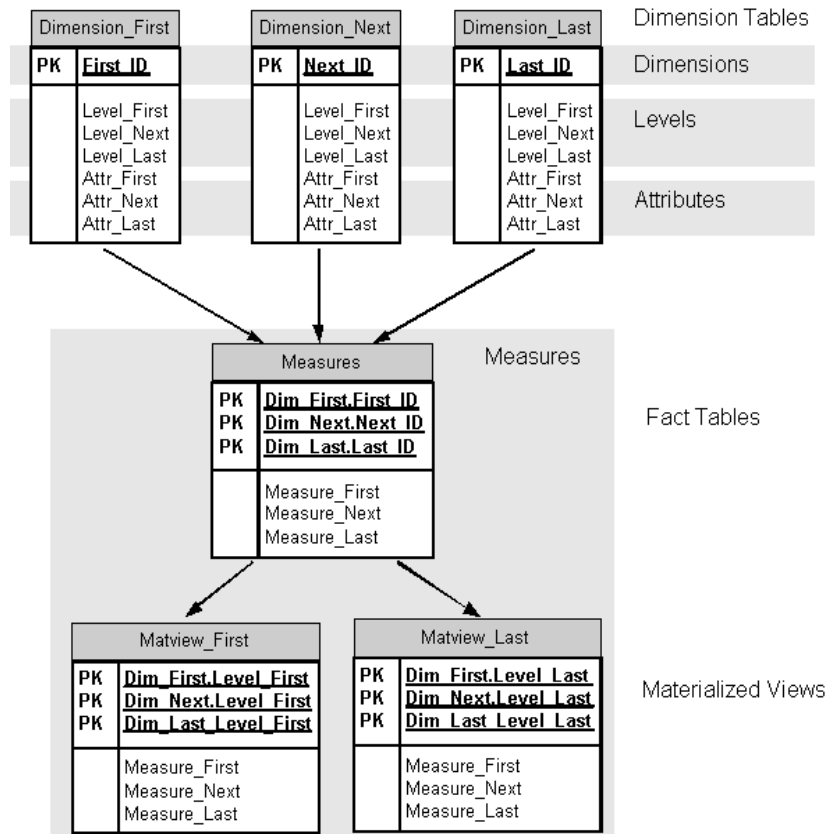 Dimension_First Dimension_Next Dimension_Last Dimension Tables
PK First_ID PK Next_ID PK Last_ID Dimensions
Level_First Level_First Level_First
Level_Next Level_Next Level_Next Levels
Level_Last Level_Last Level_Last
Attr_First Attr_First Attr_First
Attr_Next Attr_Next Attr_Next Attributes
Attr_Last Attr_Last Attr_Last
Measures Measures
PK Dim_First.First_ID
PK Dim_Next.Next_ID Fact Tables
PK Dim_Last.Last_ID
Measure_First
Measure_Next
Measure_Last
Matview_First Matview_Last
PK Dim_First.Level_First PK Dim_First.Level_Last
PK Dim_Next.Level_First PK Dim_Next.Level_Last Materialized Views
PK Dim_Last_Level_First PK Dim_Last_Level_Last
Measure_First Measure_First
Measure_Next Measure_Next
Measure_Last Measure_Last